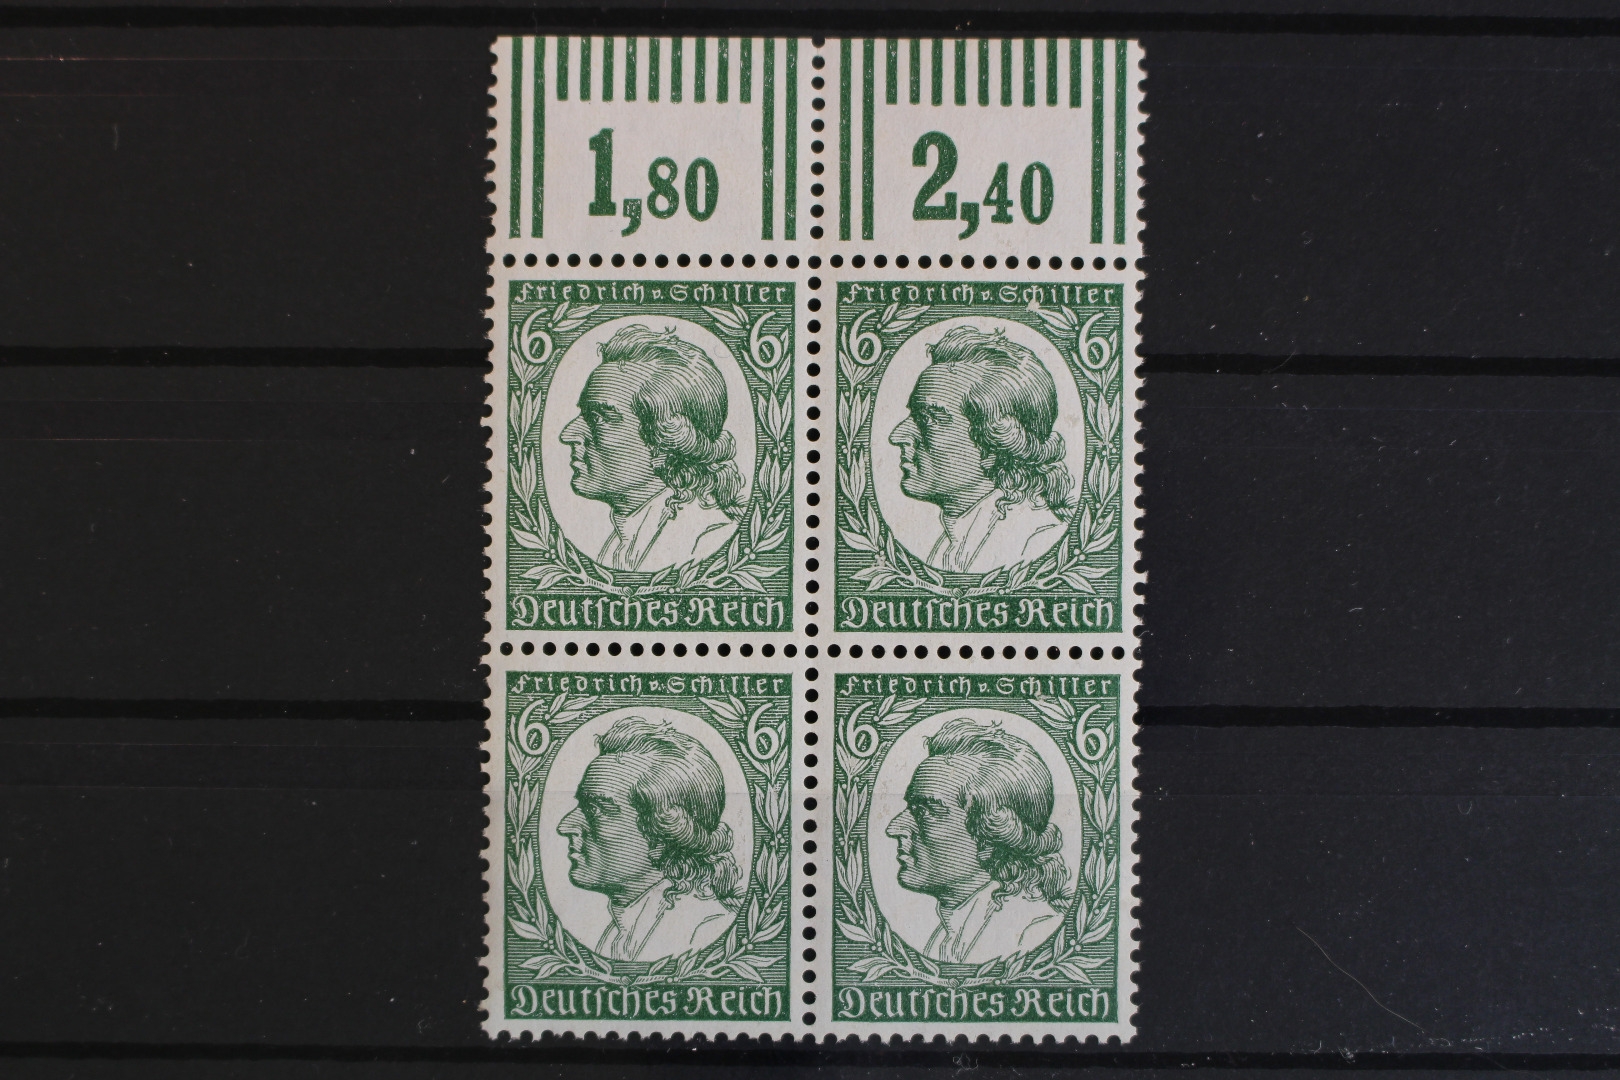 1,80 2,40
Friedrich v. Schiller Friedrich v. Schiller
6 6 6 6
Deutsches Reich Deutsches Reich
Friedrich v. Schiller Friedrich v. Schiller
6 6 6 6
Deutsches Reich Deutsches Reich